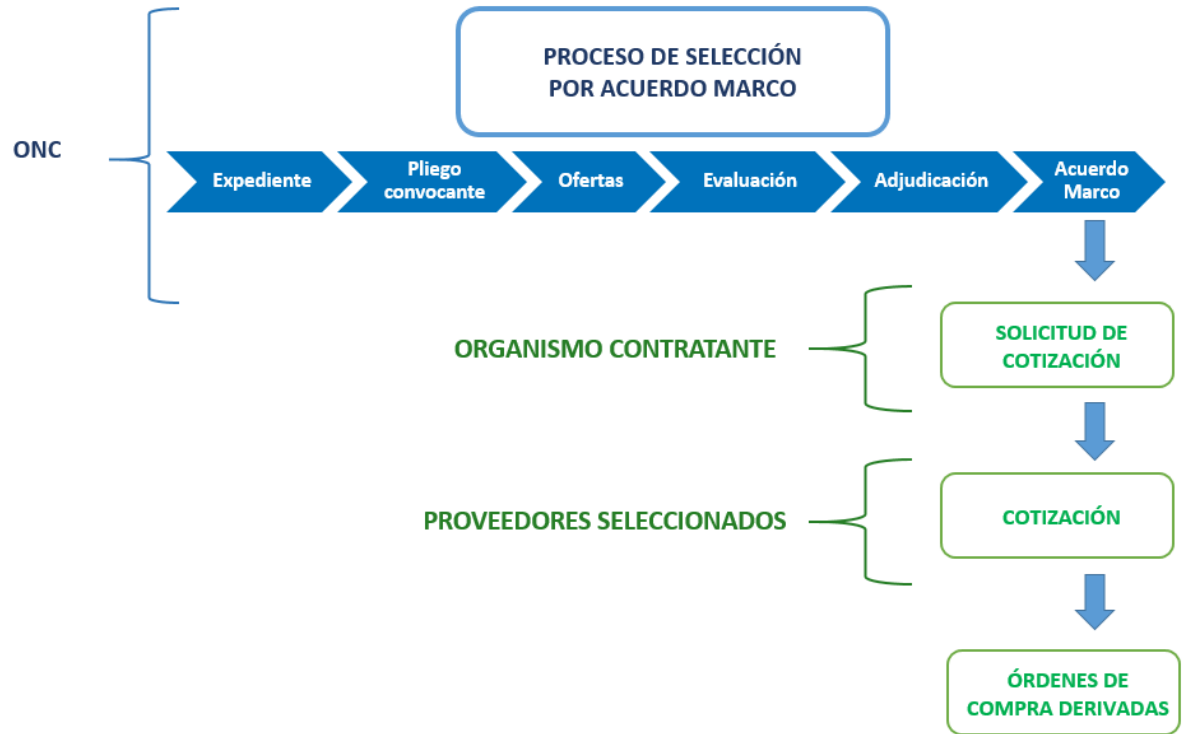 PROCESO DE SELECCIÓN
POR ACUERDO MARCO
ONC
Expediente
Pliego
convocante
Ofertas
Evaluación
Adjudicación
Acuerdo
Marco
ORGANISMO CONTRATANTE
SOLICITUD DE
COTIZACIÓN
PROVEEDORES SELECCIONADOS
COTIZACIÓN
ÓRDENES DE
COMPRA DERIVADAS